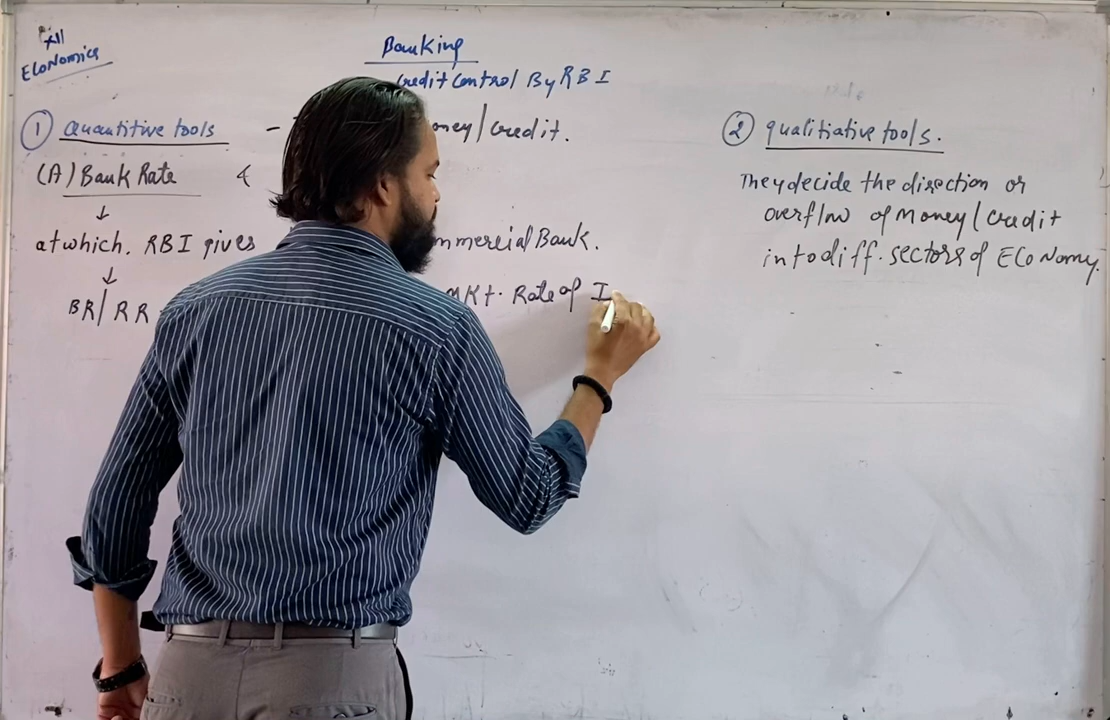 XII
ECONOMICS
Banking
Credit Control By RBI
1 Quantitive tools - oney/Credit.
(A) Bank Rate
↓
at which. RBI gives mmercial Bank.
↓
BR/RR MKt. Rate of I
2 qualitiative tools.
They decide the direction or
overflow of Money/Credit
into diff. sectors of ECONomy.